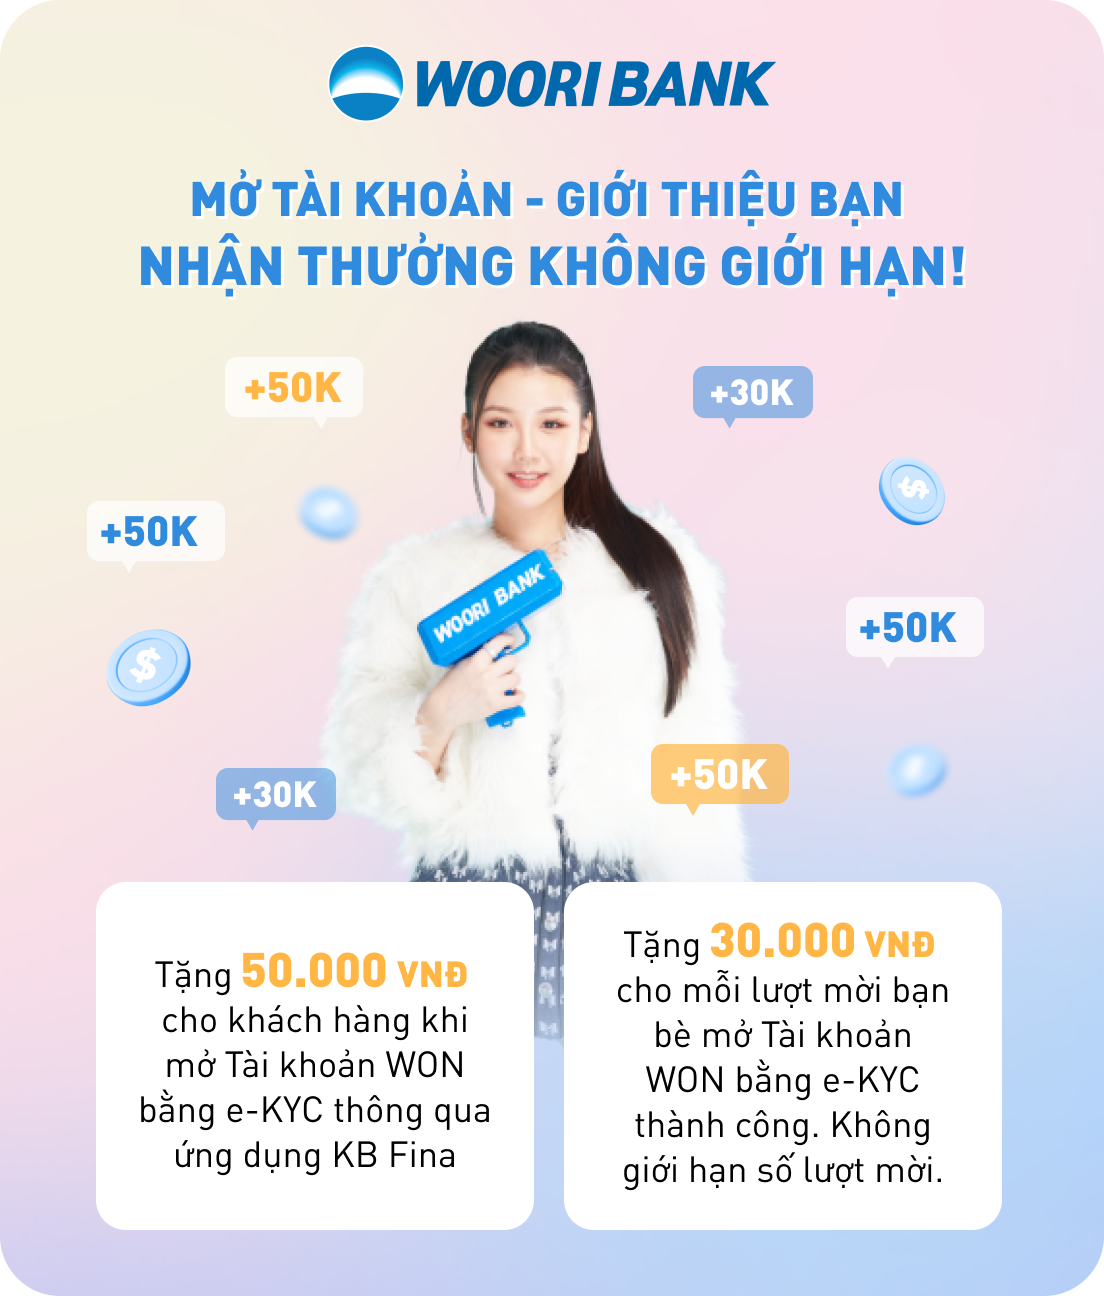 WOORI BANK
MỞ TÀI KHOẢN - GIỚI THIỆU BẠN
NHẬN THƯỞNG KHÔNG GIỚI HẠN!
+50K
+30K
$
+50K
WOORI BANK
+50K
$
+50K
+30K
Tặng 50.000 VNĐ
cho khách hàng khi
mở Tài khoản WON
bằng e-KYC thông qua
ứng dụng KB Fina
Tặng 30.000 VNĐ
cho mỗi lượt mời bạn
bè mở Tài khoản
WON bằng e-KYC
thành công. Không
giới hạn số lượt mời.